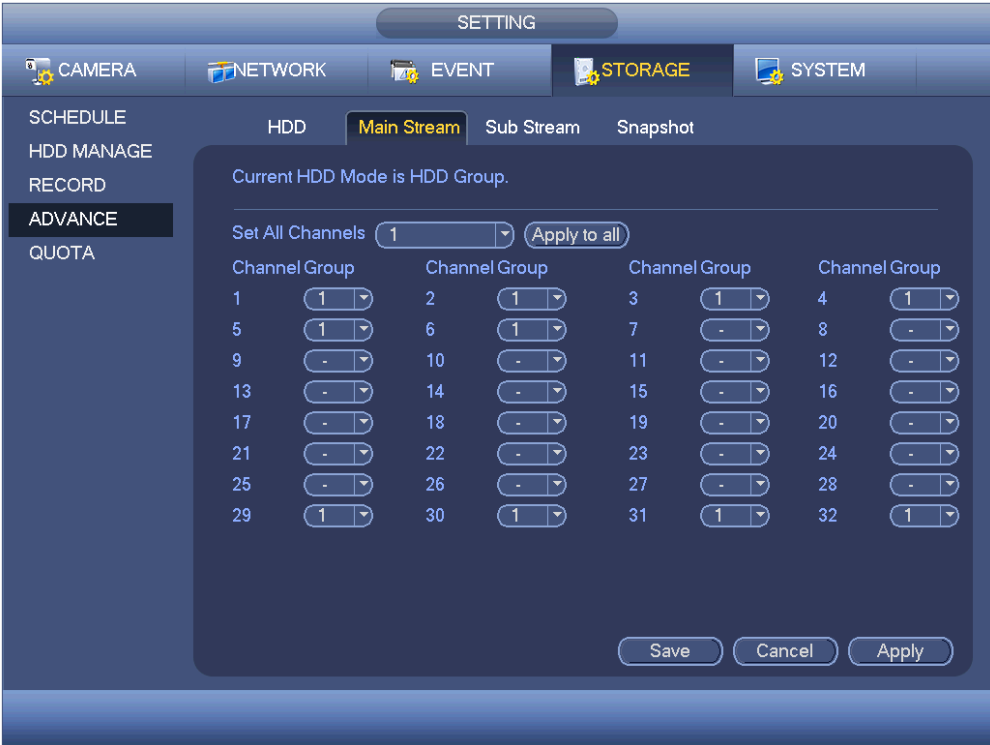 SETTING
CAMERA NETWORK EVENT STORAGE SYSTEM
SCHEDULE
HDD MANAGE
RECORD
ADVANCE
QUOTA
HDD Main Stream Sub Stream Snapshot
Current HDD Mode is HDD Group.
Set All Channels 1 Apply to all
Channel Group Channel Group Channel Group Channel Group
1 1 2 1 3 1 4 1
5 1 6 1 7 - 8 -
9 - 10 - 11 - 12 -
13 - 14 - 15 - 16 -
17 - 18 - 19 - 20 -
21 - 22 - 23 - 24 -
25 - 26 - 27 - 28 -
29 1 30 1 31 1 32 1
Save Cancel Apply